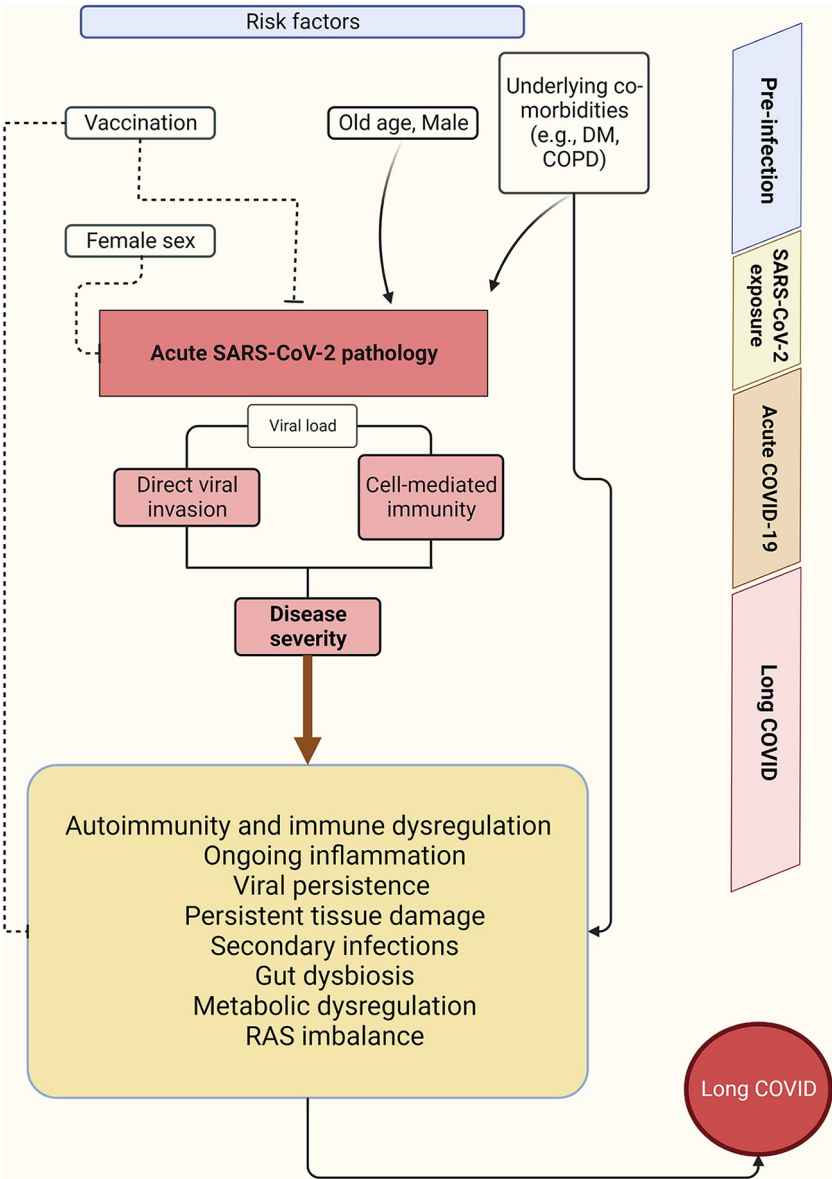 Risk factors
Vaccination
Old age, Male
Underlying co-
morbidities
(e.g., DM,
COPD)
Female sex
Acute SARS-CoV-2 pathology
Viral load
Direct viral
invasion
Cell-mediated
immunity
Disease
severity
Autoimmunity and immune dysregulation
Ongoing inflammation
Viral persistence
Persistent tissue damage
Secondary infections
Gut dysbiosis
Metabolic dysregulation
RAS imbalance
Pre-infection
SARS-CoV-2
exposure
Acute COVID-19
Long COVID
Long COVID